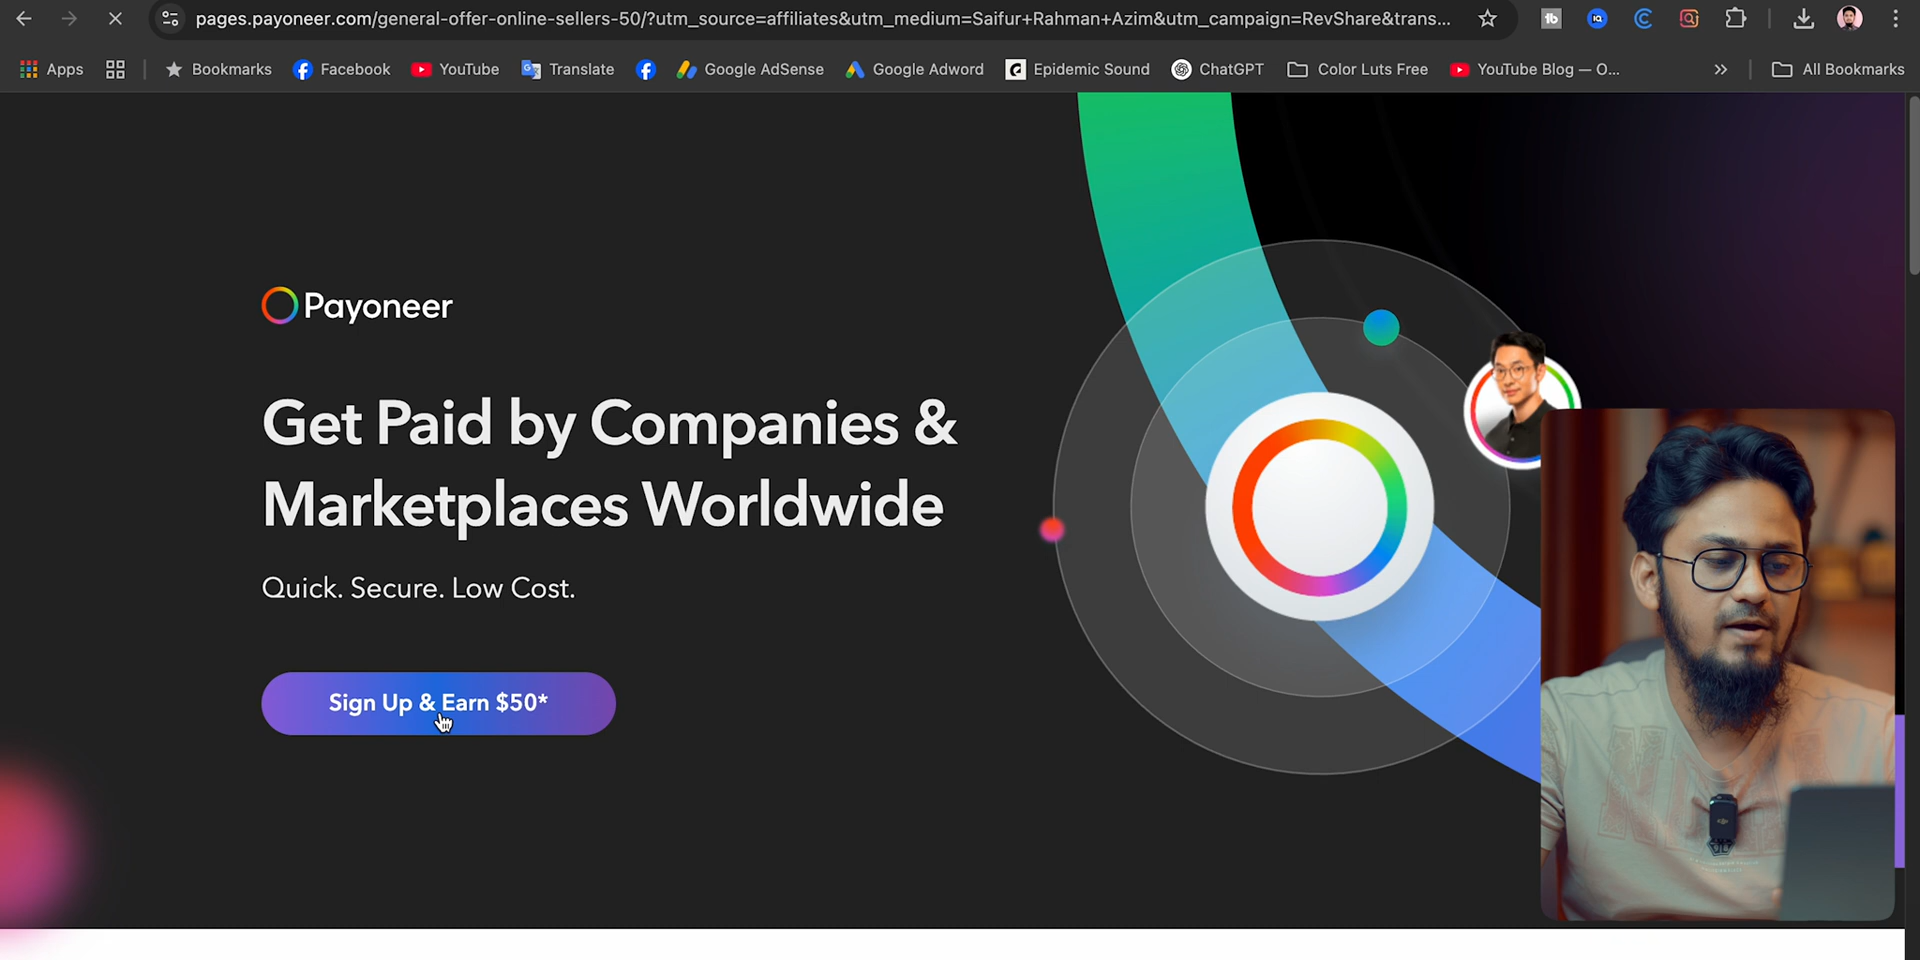 pages.payoneer.com/general-offer-online-sellers-50/?utm_source=affiliates&utm_medium=Saifur+Rahman+Azim&utm_campaign=RevShare&trans...
Apps Bookmarks Facebook YouTube Translate Google AdSense Google Adword Epidemic Sound ChatGPT Color Luts Free YouTube Blog — O... » All Bookmarks
Payoneer
Get Paid by Companies &
Marketplaces Worldwide
Quick. Secure. Low Cost.
Sign Up & Earn $50*